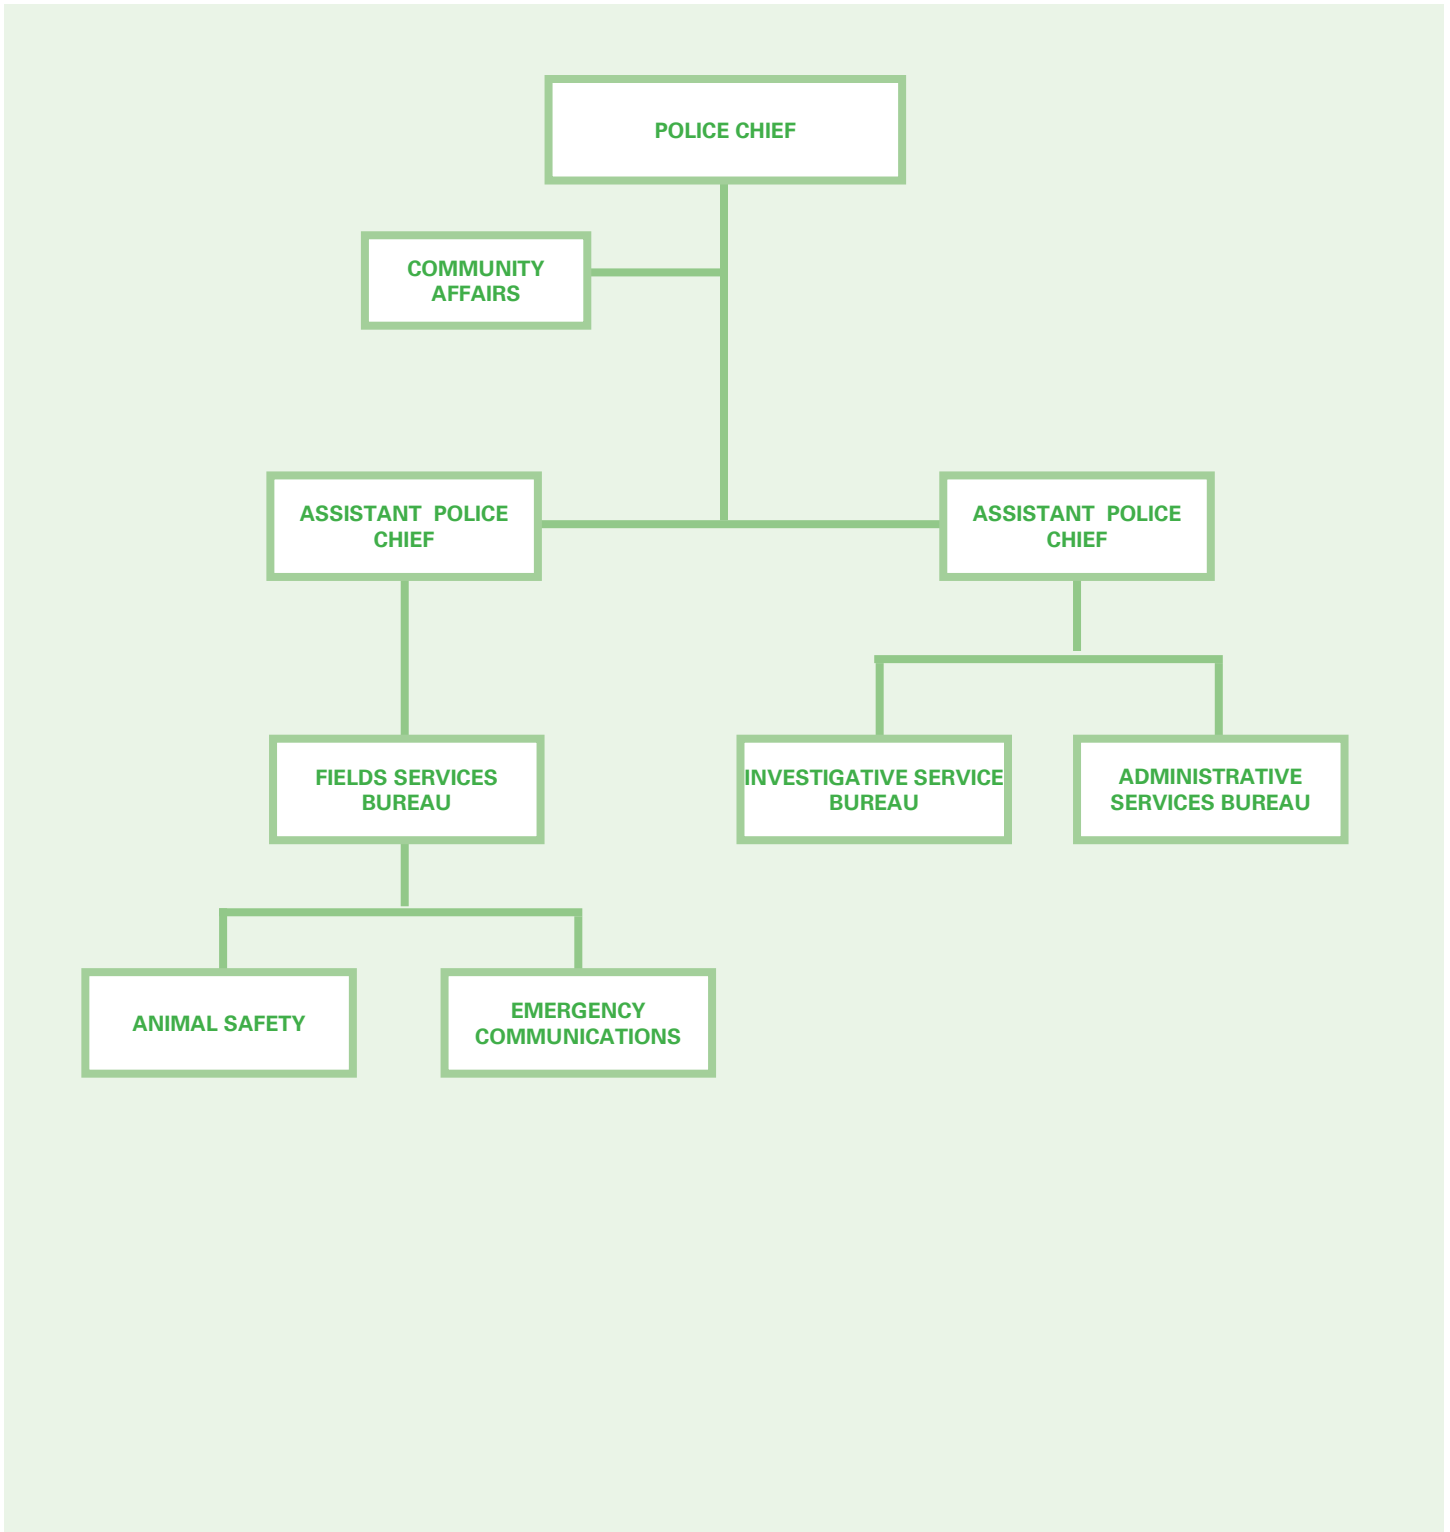 POLICE CHIEF
COMMUNITY
AFFAIRS
ASSISTANT  POLICE
CHIEF
ASSISTANT  POLICE
CHIEF
FIELDS SERVICES
BUREAU
INVESTIGATIVE SERVICE
BUREAU
ADMINISTRATIVE
SERVICES BUREAU
ANIMAL SAFETY
EMERGENCY
COMMUNICATIONS